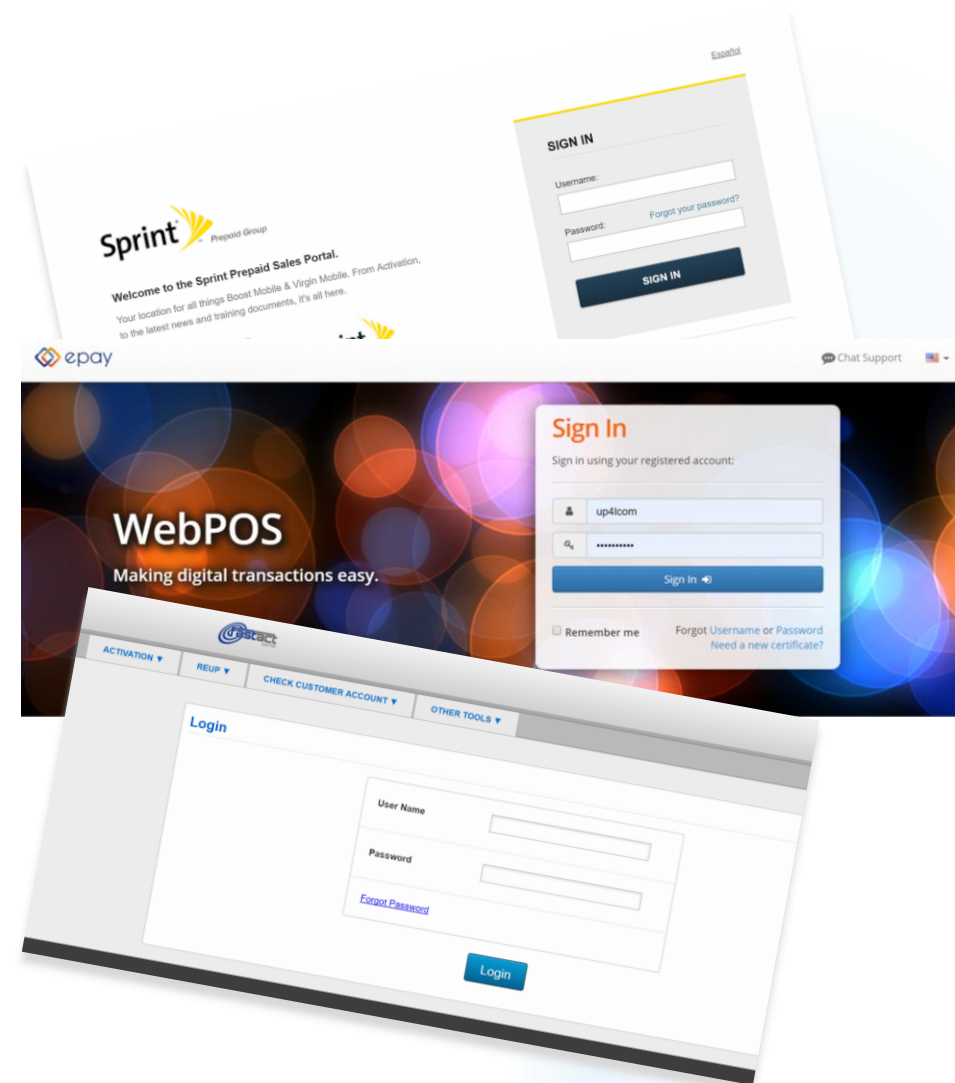 Español
SIGN IN
Username:
Password:
Forgot your password?
SIGN IN
Sprint Prepaid Group
Welcome to the Sprint Prepaid Sales Portal.
Your location for all things Boost Mobile & Virgin Mobile. From Activation,
to the latest news and training documents, it's all here.
epay
Chat Support
Sign In
Sign in using your registered account:
up4lcom
••••••••••
Sign In
Remember me
Forgot Username or Password
Need a new certificate?
WebPOS
Making digital transactions easy.
fastact
ACTIVATION ▼
REUP ▼
CHECK CUSTOMER ACCOUNT ▼
OTHER TOOLS ▼
Login
User Name
Password
Forgot Password
Login